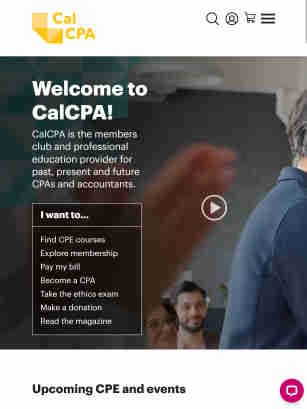 Cal
CPA
Welcome to
CalCPA!
CalCPA is the members
club and professional
education provider for
past, present and future
CPAs and accountants.
I want to...
Find CPE courses
Explore membership
Pay my bill
Become a CPA
Take the ethics exam
Make a donation
Read the magazine
Upcoming CPE and events